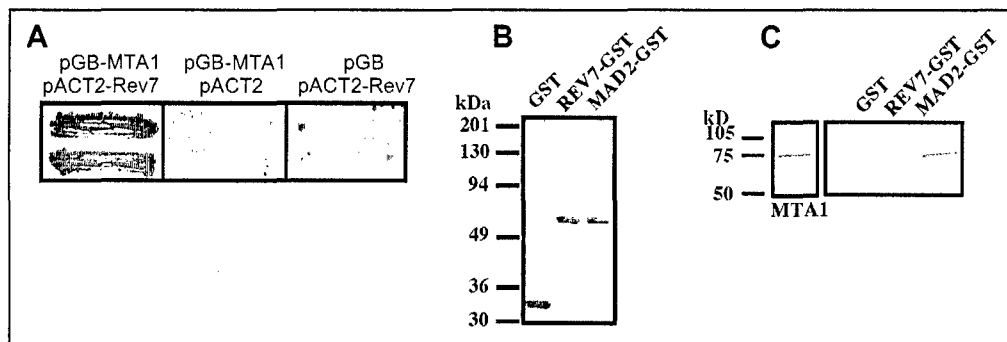 A
pGB-MTA1 pGB-MTA1 pGB
pACT2-Rev7 pACT2 pACT2-Rev7
B
GST
REV7-GST
MAD2-GST
kDa
201
130
94
49
36
30
C
GST
REV7-GST
MAD2-GST
kD
105
75
50
MTA1